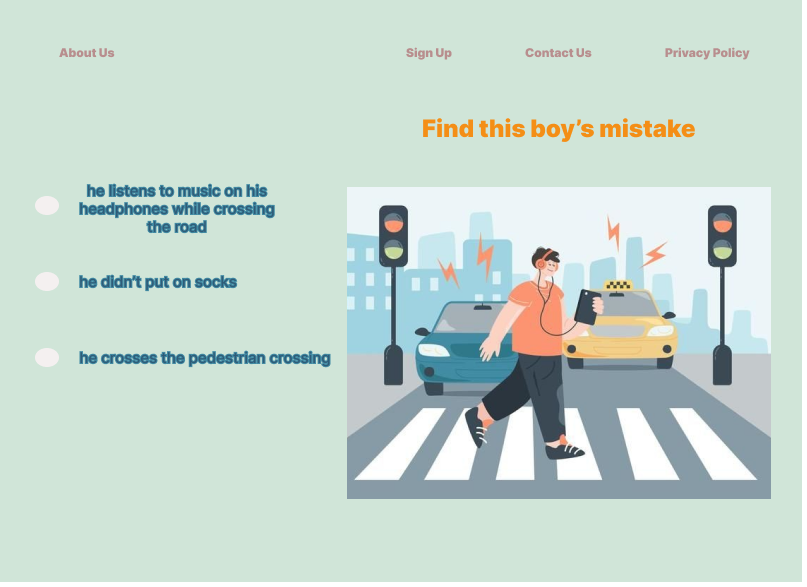 About Us
Sign Up
Contact Us
Privacy Policy
Find this boy’s mistake
he listens to music on his
headphones while crossing
the road
he didn’t put on socks
he crosses the pedestrian crossing